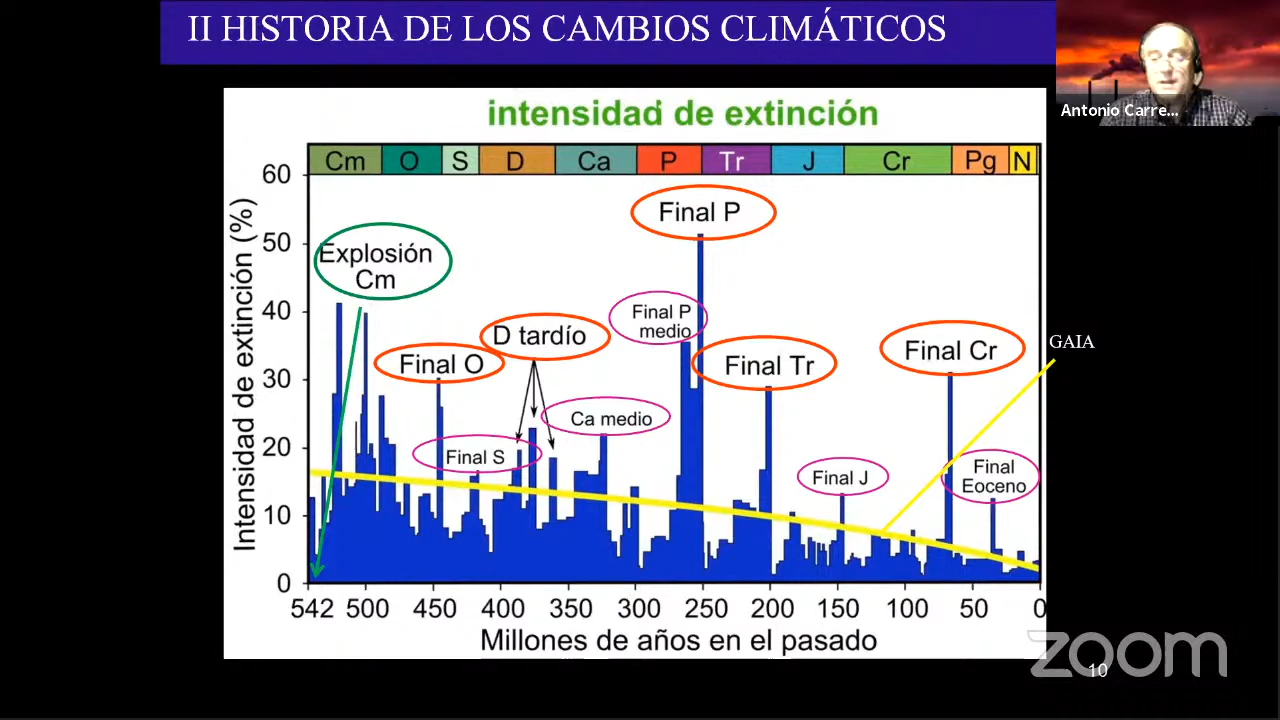 II HISTORIA DE LOS CAMBIOS CLIMÁTICOS
Antonio Carre...
intensidad de extinción
Cm O S D Ca P Tr J Cr Pg N
Intensidad de extinción (%)
60
50
40
30
20
10
0
Explosión
Cm
Final O
Final S
D tardío
Ca medio
Final P
medio
Final P
Final Tr
Final J
Final Cr
Final
Eoceno
GAIA
542 500 450 400 350 300 250 200 150 100 50 0
Millones de años en el pasado
zoom
10